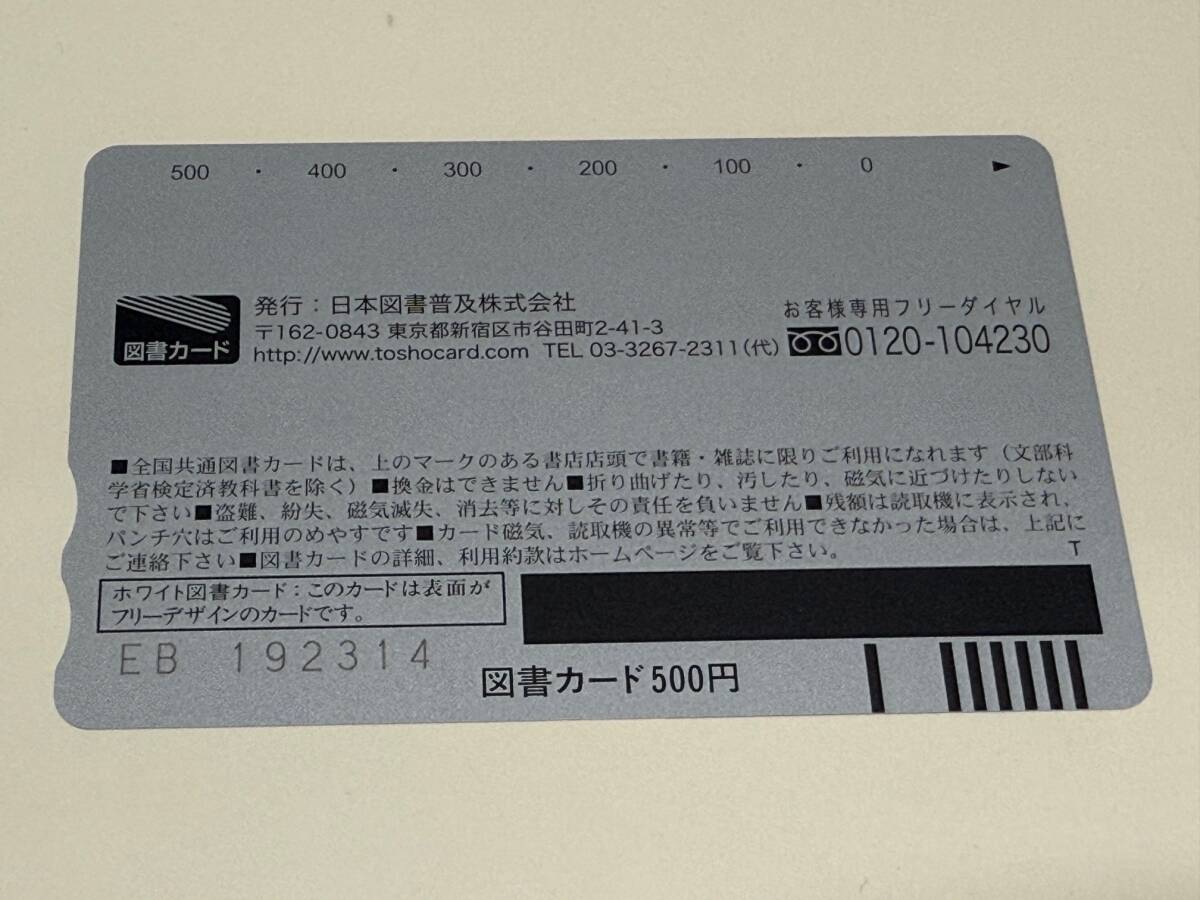 500 ・ 400 ・ 300 ・ 200 ・ 100 ・ 0 ►
図書カード
発行：日本図書普及株式会社
〒162-0843 東京都新宿区市谷田町2-41-3
http://www.toshocard.com TEL 03-3267-2311（代）
お客様専用フリーダイヤル
0120-104230
■全国共通図書カードは、上のマークのある書店店頭で書籍・雑誌に限りご利用になれます（文部科
学省検定済教科書を除く）■換金はできません■折り曲げたり、汚したり、磁気に近づけたりしない
で下さい■盗難、紛失、磁気滅失、消去等に対しその責任を負いません■残額は読取機に表示され、
パンチ穴はご利用のめやすです■カード磁気、読取機の異常等でご利用できなかった場合は、上記に
ご連絡下さい■図書カードの詳細、利用約款はホームページをご覧下さい。
T
ホワイト図書カード：このカードは表面が
フリーデザインのカードです。
EB 192314
図書カード500円